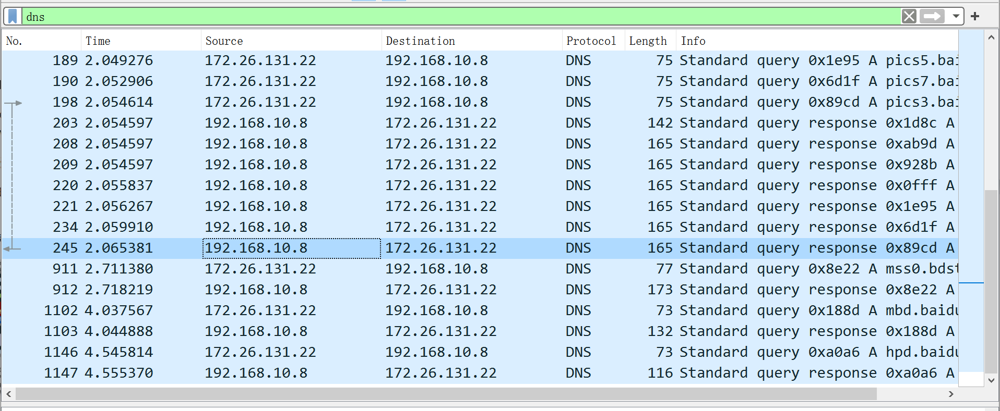 dns
No. Time Source Destination Protocol Length Info
189 2.049276 172.26.131.22 192.168.10.8 DNS 75 Standard query 0x1e95 A pics5.bai
190 2.052906 172.26.131.22 192.168.10.8 DNS 75 Standard query 0x6d1f A pics7.bai
198 2.054614 172.26.131.22 192.168.10.8 DNS 75 Standard query 0x89cd A pics3.bai
203 2.054597 192.168.10.8 172.26.131.22 DNS 142 Standard query response 0x1d8c A
208 2.054597 192.168.10.8 172.26.131.22 DNS 165 Standard query response 0xab9d A
209 2.054597 192.168.10.8 172.26.131.22 DNS 165 Standard query response 0x928b A
220 2.055837 192.168.10.8 172.26.131.22 DNS 165 Standard query response 0x0fff A
221 2.056267 192.168.10.8 172.26.131.22 DNS 165 Standard query response 0x1e95 A
234 2.059910 192.168.10.8 172.26.131.22 DNS 165 Standard query response 0x6d1f A
245 2.065381 192.168.10.8 172.26.131.22 DNS 165 Standard query response 0x89cd A
911 2.711380 172.26.131.22 192.168.10.8 DNS 77 Standard query 0x8e22 A mss0.bdst
912 2.718219 192.168.10.8 172.26.131.22 DNS 173 Standard query response 0x8e22 A
1102 4.037567 172.26.131.22 192.168.10.8 DNS 73 Standard query 0x188d A mbd.baidu
1103 4.044888 192.168.10.8 172.26.131.22 DNS 132 Standard query response 0x188d A
1146 4.545814 172.26.131.22 192.168.10.8 DNS 73 Standard query 0xa0a6 A hpd.baidu
1147 4.555370 192.168.10.8 172.26.131.22 DNS 116 Standard query response 0xa0a6 A